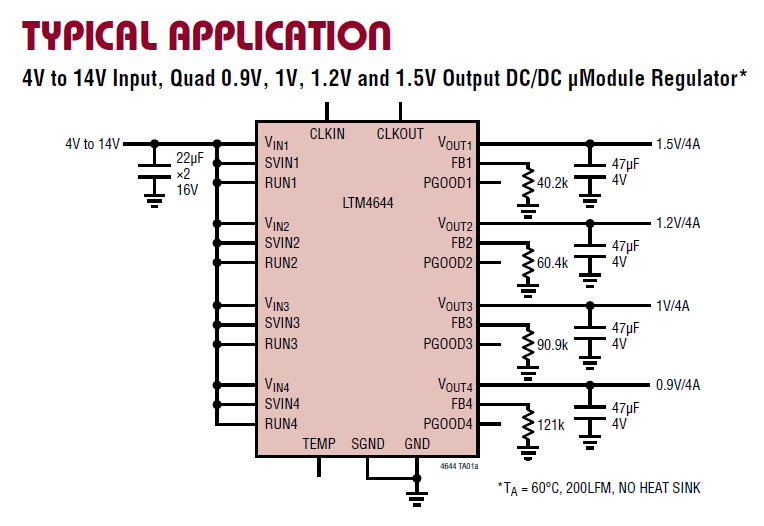 TYPICAL APPLICATION
4V to 14V Input, Quad 0.9V, 1V, 1.2V and 1.5V Output DC/DC µModule Regulator*
CLKIN CLKOUT
4V to 14V VIN1 VOUT1 1.5V/4A
22µF SVIN1 FB1 47µF
×2 4V
16V RUN1 PGOOD1 40.2k
LTM4644
VIN2 VOUT2 1.2V/4A
SVIN2 FB2 47µF
RUN2 PGOOD2 60.4k 4V
VIN3 VOUT3 1V/4A
SVIN3 FB3 47µF
RUN3 PGOOD3 90.9k 4V
VIN4 VOUT4 0.9V/4A
SVIN4 FB4 47µF
RUN4 PGOOD4 121k 4V
TEMP SGND GND
4644 TA01a
*TA = 60°C, 200LFM, NO HEAT SINK